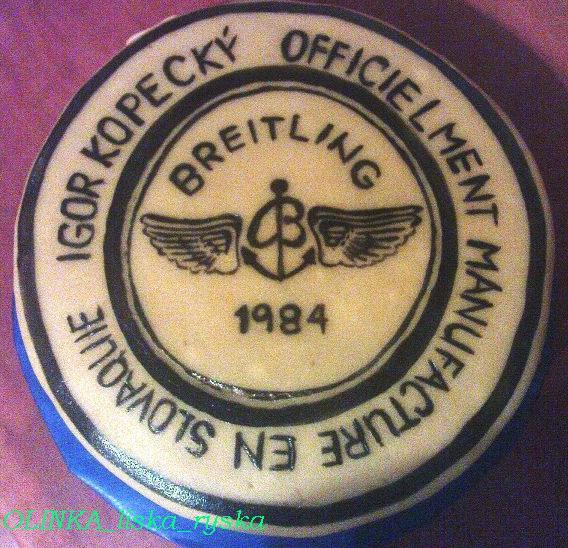 IGOR KOPECKÝ OFFICIELMENT MANUFACTURE EN SLOVAQUIE
BREITLING
B
1984
OLINKA_liska_ryska